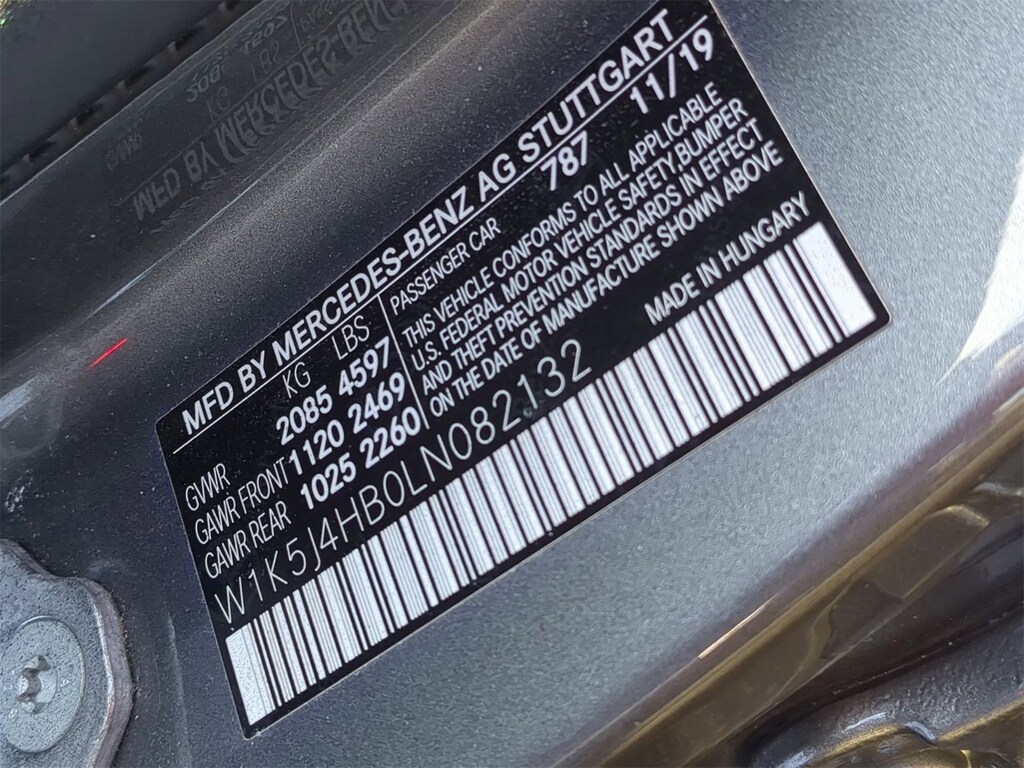 MFD BY MERCEDES-BENZ AG STUTTGART
KG LBS
GVWR 2085 4597
GAWR FRONT 1120 2469
GAWR REAR 1025 2260
PASSENGER CAR 787 11/19
THIS VEHICLE CONFORMS TO ALL APPLICABLE
U.S. FEDERAL MOTOR VEHICLE SAFETY, BUMPER
AND THEFT PREVENTION STANDARDS IN EFFECT
ON THE DATE OF MANUFACTURE SHOWN ABOVE
MADE IN HUNGARY
W1K5J4HB0LN082132